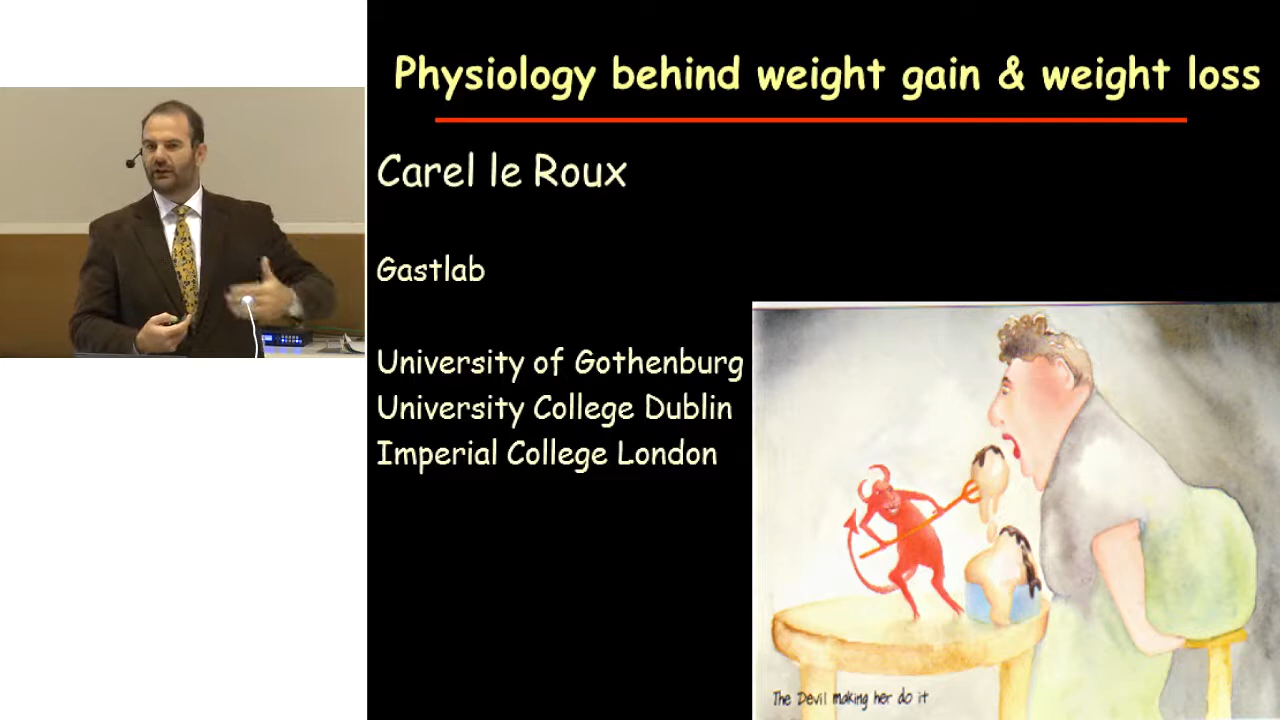 Physiology behind weight gain & weight loss
Carel le Roux
Gastlab
University of Gothenburg
University College Dublin
Imperial College London
The Devil making her do it